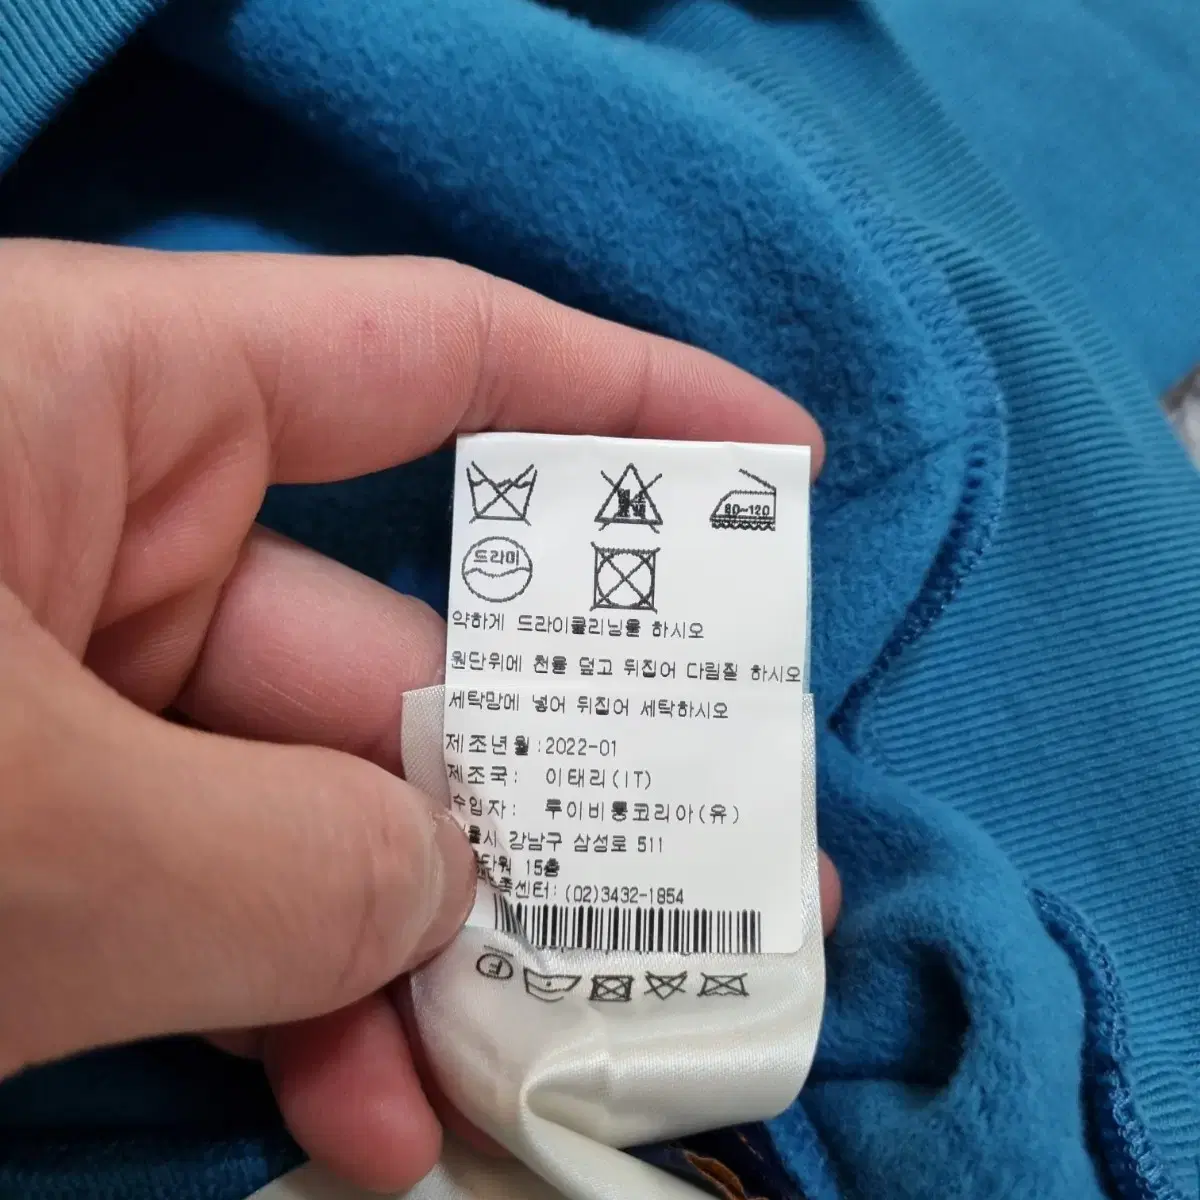 80~120
드라이
약하게 드라이클리닝을 하시오
원단위에 천을 덮고 뒤집어 다림질 하시오
세탁망에 넣어 뒤집어 세탁하시오
제조년월:2022-01
제조국: 이태리(IT)
수입자: 루이비통코리아(유)
강남구 삼성로 511
15층
(02)3432-1854
F